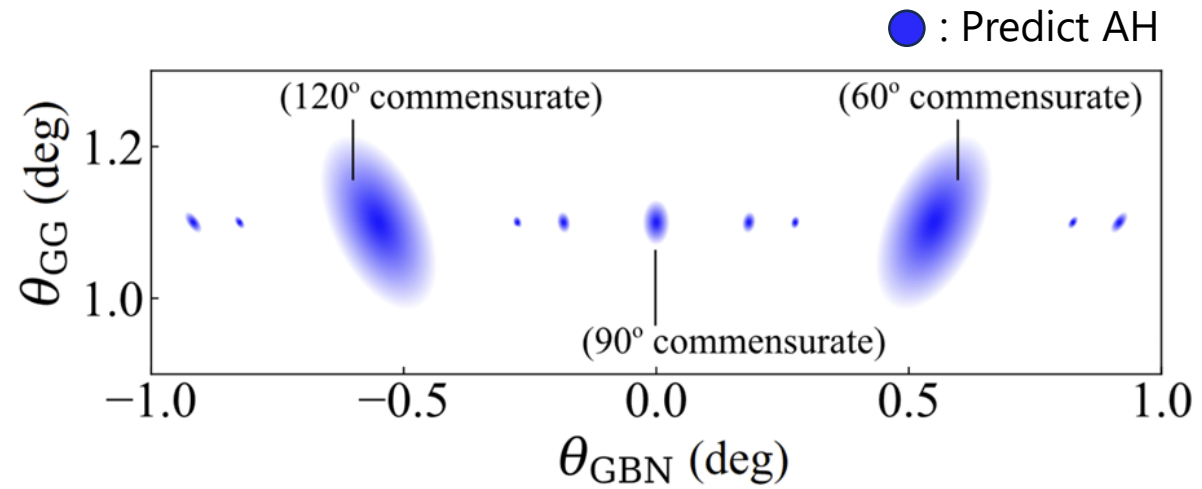 : Predict AH
(120° commensurate)
(60° commensurate)
1.2
θGG (deg)
1.0
(90° commensurate)
−1.0 −0.5 0.0 0.5 1.0
θGBN (deg)